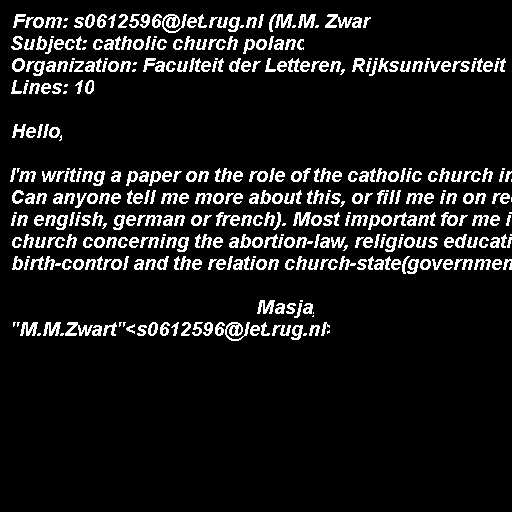 From: s0612596@let.rug.nl (M.M. Zwar
Subject: catholic church polanc
Organization: Faculteit der Letteren, Rijksuniversiteit
Lines: 10
Hello,
I'm writing a paper on the role of the catholic church in
Can anyone tell me more about this, or fill me in on re
in english, german or french). Most important for me i
church concerning the abortion-law, religious educati
birth-control and the relation church-state(governmen
Masja,
"M.M.Zwart"<s0612596@let.rug.nl>